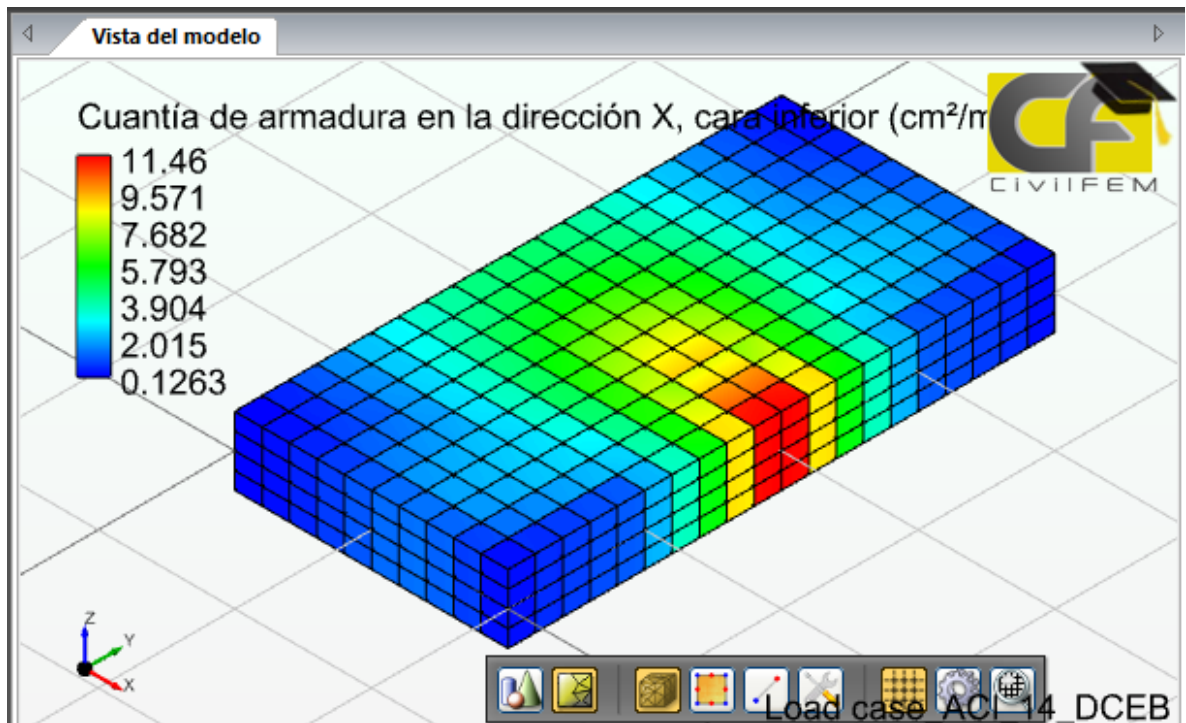 Vista del modelo
Cuantía de armadura en la dirección X, cara inferior (cm²/m
CivilFEM
11.46
9.571
7.682
5.793
3.904
2.015
0.1263
Z
Y
X
Load case ACI_14_DCEB